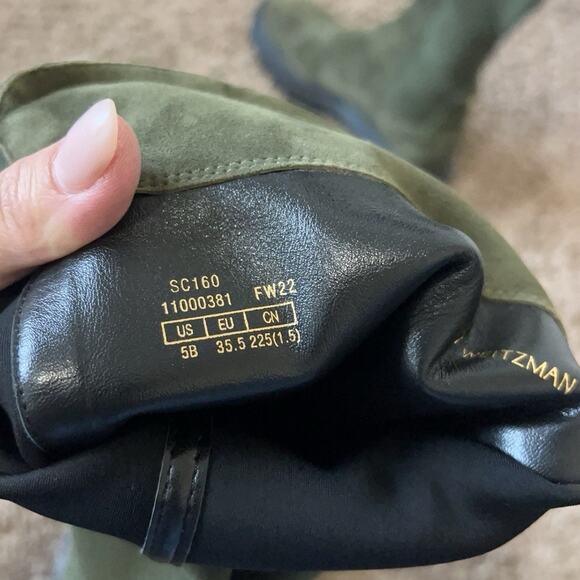 SC160
11000381 FW22
US EU CN
5B 35.5 225(1.5)
WEITZMAN